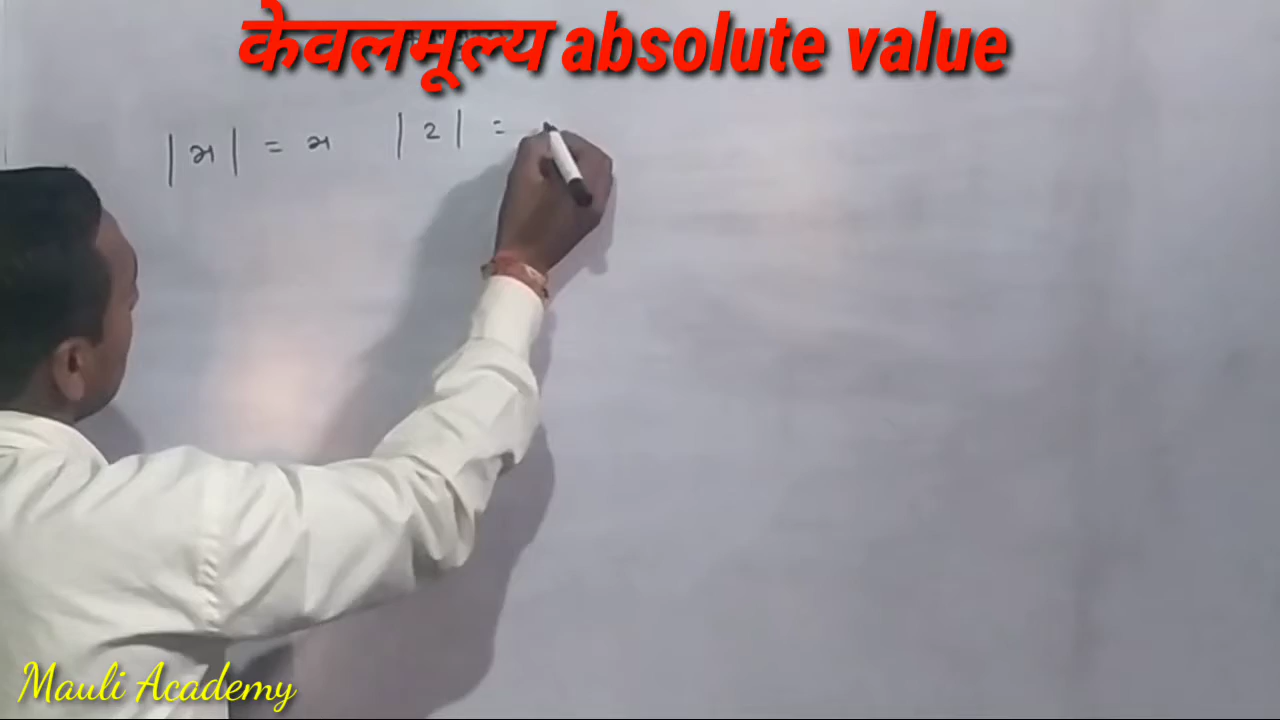 केवलमूल्य absolute value
|x| = x |2| =
Mauli Academy